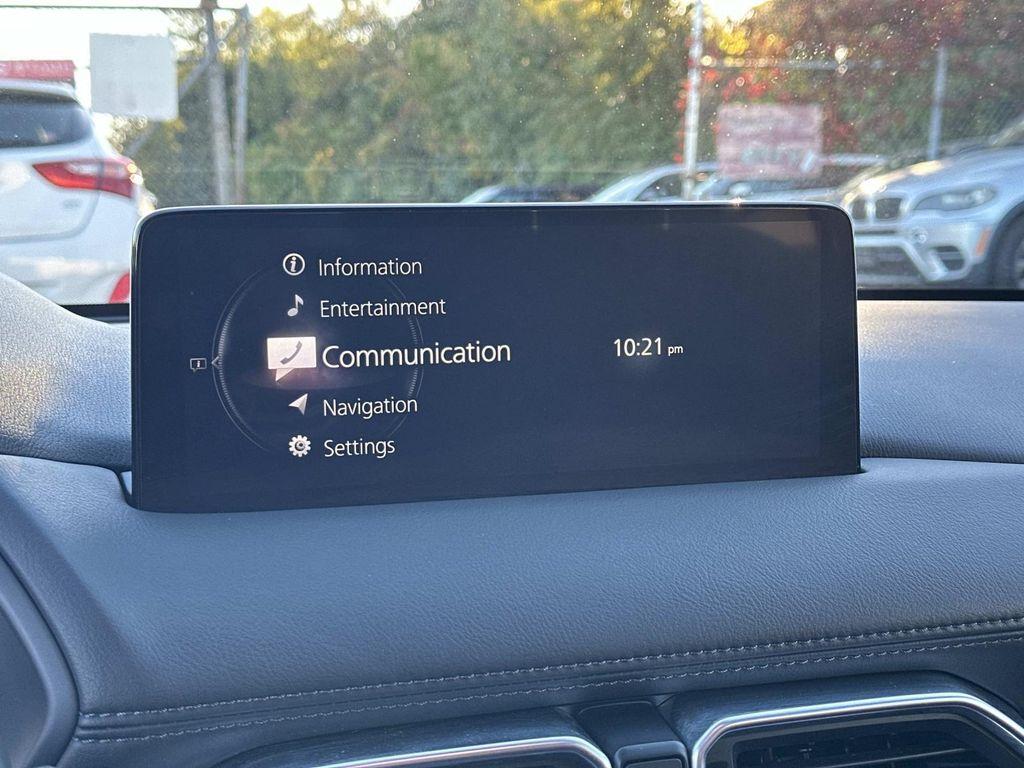 Information
Entertainment
Communication
10:21 pm
Navigation
Settings